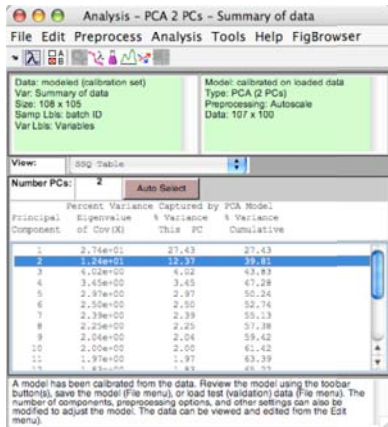 Analysis - PCA 2 PCs - Summary of data
File Edit Preprocess Analysis Tools Help FigBrowser
Data: modeled (calibration set)
Var: Summary of data
Size: 108 x 105
Samp Lbls: batch ID
Var Lbls: Variables
Model: calibrated on loaded data
Type: PCA (2 PCs)
Preprocessing: Autoscale
Data: 107 x 100
View: SSQ Table
Number PCs: 2 Auto Select
Percent Variance Captured by PCA Model
Principal Eigenvalue % Variance % Variance
Component of Cov(X) This PC Cumulative
1 2.74e+01 27.43 27.43
2 1.24e+01 12.37 39.81
3 4.02e+00 4.02 43.83
4 3.45e+00 3.45 47.28
5 2.97e+00 2.97 50.24
6 2.50e+00 2.50 52.74
7 2.39e+00 2.39 55.13
8 2.25e+00 2.25 57.38
9 2.04e+00 2.04 59.42
10 2.00e+00 2.00 61.42
11 1.97e+00 1.97 63.39
A model has been calibrated from the data. Review the model using the toobar
button(s), save the model (File menu), or load test (validation) data (File menu). The
number of components, preprocessing options, and other settings can also be
modified to adjust the model. The data can be viewed and edited from the Edit
menu).